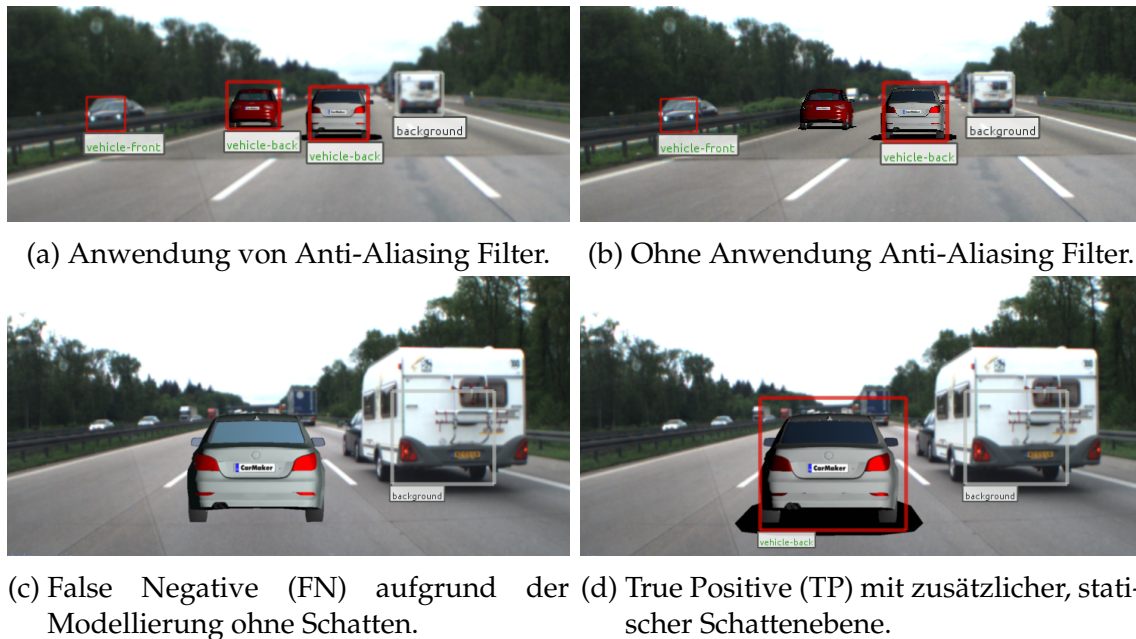 vehicle-front
vehicle-back
vehicle-back
background
vehicle-front
vehicle-back
background
(a) Anwendung von Anti-Aliasing Filter.
(b) Ohne Anwendung Anti-Aliasing Filter.
CarMaker
background
CarMaker
vehicle-back
background
(c) False Negative (FN) aufgrund der
Modellierung ohne Schatten.
(d) True Positive (TP) mit zusätzlicher, stati-
scher Schattenebene.